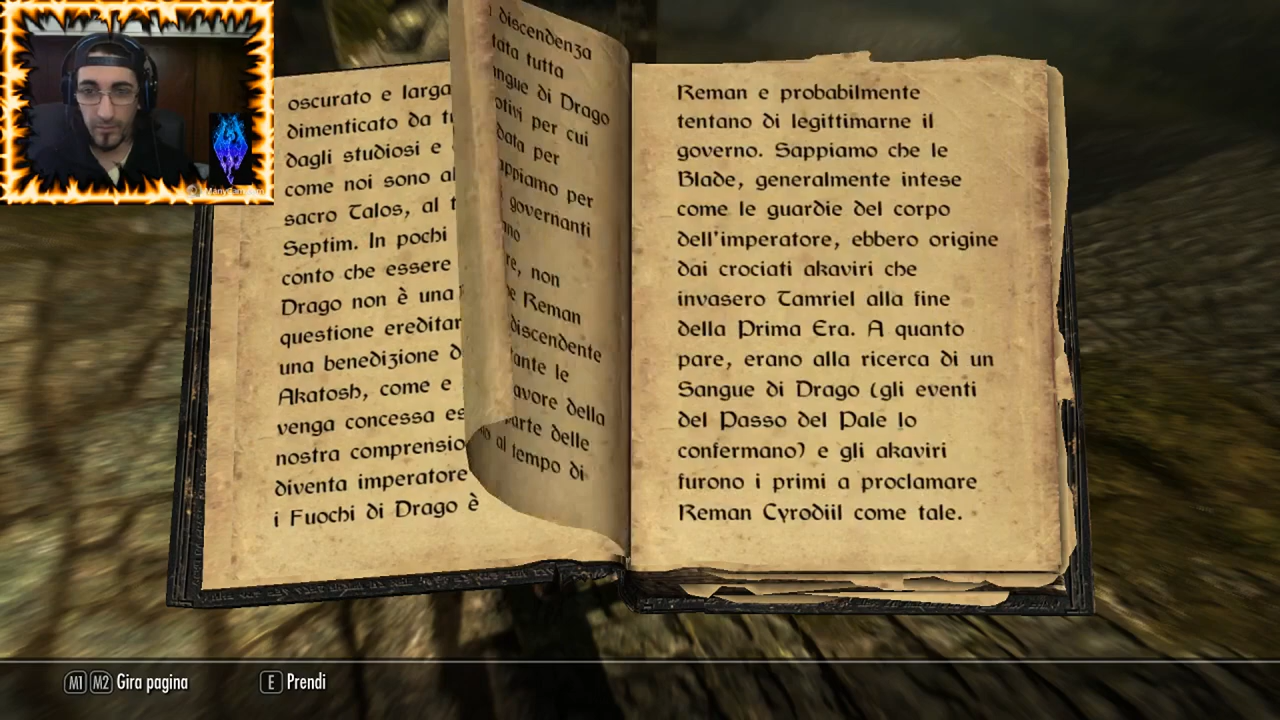 oscurato e larga
dimenticato da
dagli studiosi e
come noi sono
sacro Talos, al
Septim. In pochi
conto che essere
Drago non è una
questione ereditar
una benedizione
Akatosh, come e
venga concessa es
nostra comprensio
diventa imperatore
i Fuochi di Drago è
discendenza
tata tutta
angue di Drago
otivi per cui
data per
appiamo per
governanti
ano
re, non
e Reman
discendente
tante le
avore della
parte delle
al tempo di
Reman e probabilmente
tentano di legittimarne il
governo. Sappiamo che le
Blade, generalmente intese
come le guardie del corpo
dell'imperatore, ebbero origine
dai crociati akaviri che
invasero Tamriel alla fine
della Prima Era. A quanto
pare, erano alla ricerca di un
Sangue di Drago (gli eventi
del Passo del Pale lo
confermano) e gli akaviri
furono i primi a proclamare
Reman Cyrodiil come tale.
M1 M2 Gira pagina
E Prendi